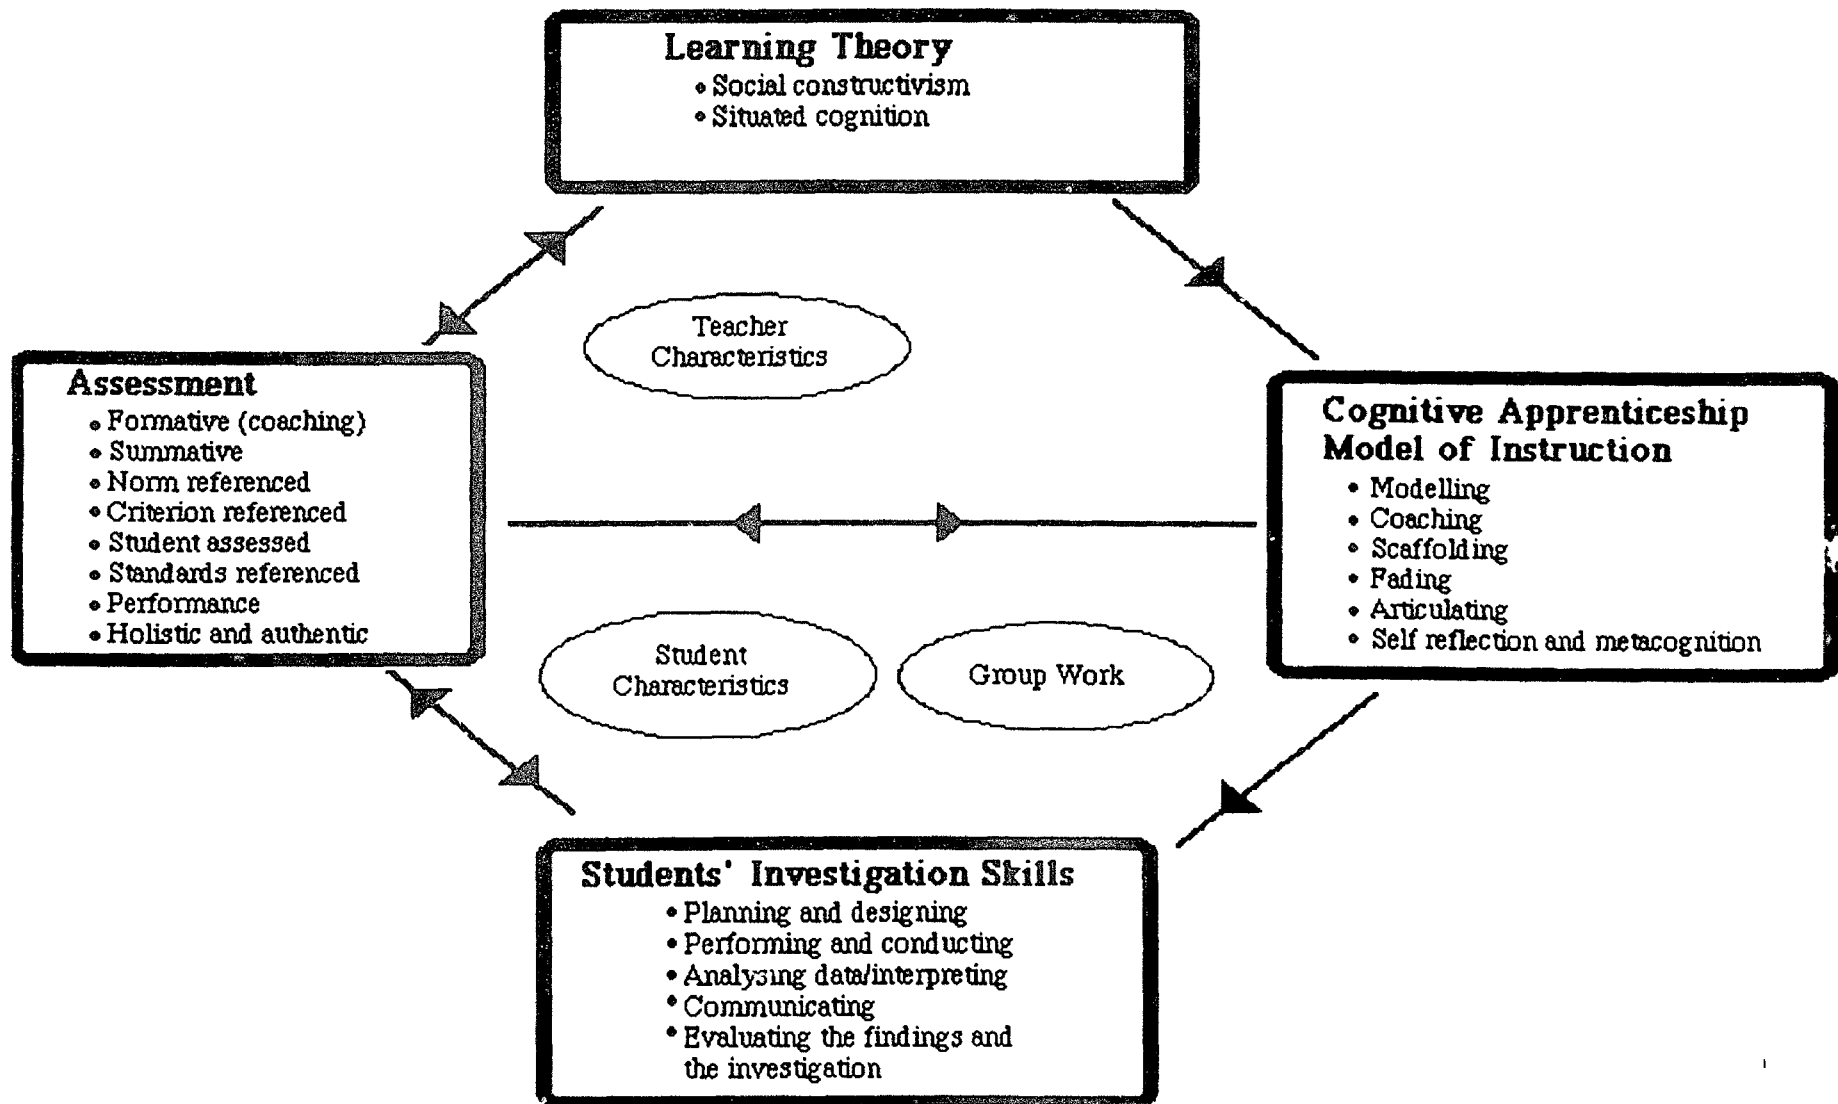 Learning Theory
• Social constructivism
• Situated cognition
Teacher
Characteristics
Assessment
• Formative (coaching)
• Summative
• Norm referenced
• Criterion referenced
• Student assessed
• Standards referenced
• Performance
• Holistic and authentic
Cognitive Apprenticeship
Model of Instruction
• Modelling
• Coaching
• Scaffolding
• Fading
• Articulating
• Self reflection and metacognition
Student
Characteristics
Group Work
Students' Investigation Skills
• Planning and designing
• Performing and conducting
• Analysing data/interpreting
• Communicating
• Evaluating the findings and
the investigation